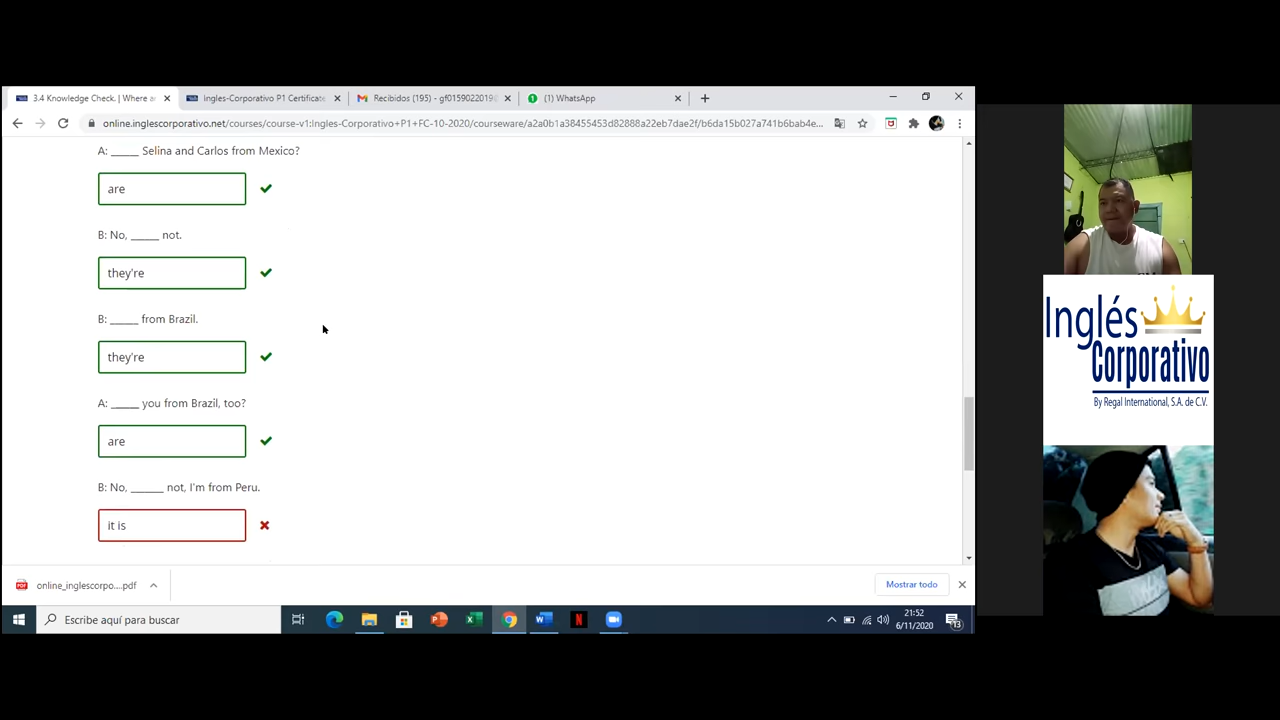 3.4 Knowledge Check. | Where a
Ingles-Corporativo P1 Certificate
Recibidos (195) - gf0159022019@
(1) WhatsApp
online.inglescorporativo.net/courses/course-v1:Ingles-Corporativo+P1+FC-10-2020/courseware/a2a0b1a38455453d82888a22eb7dae2f/b6da15b027a741b6bab4e...
A: _____ Selina and Carlos from Mexico?
are
B: No, _____ not.
they're
B: _____ from Brazil.
they're
A: _____ you from Brazil, too?
are
B: No, ______ not, I'm from Peru.
it is
online_inglescorpo....pdf
Mostrar todo
Escribe aquí para buscar
21:52
6/11/2020
13
Inglés
Corporativo
By Regal International, S.A. de C.V.